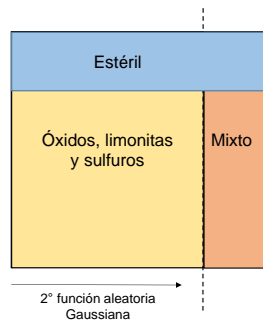 Estéril
Óxidos, limonitas
y sulfuros
Mixto
2° función aleatoria
Gaussiana